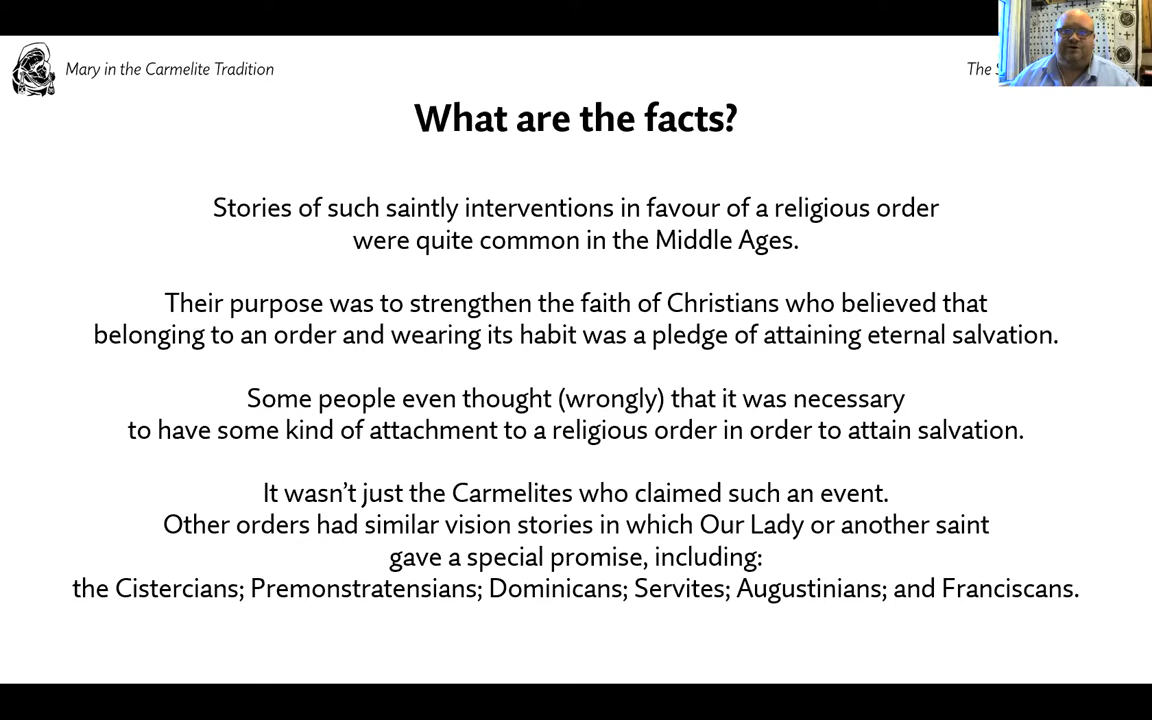 Mary in the Carmelite Tradition
The
What are the facts?
Stories of such saintly interventions in favour of a religious order
were quite common in the Middle Ages.
Their purpose was to strengthen the faith of Christians who believed that
belonging to an order and wearing its habit was a pledge of attaining eternal salvation.
Some people even thought (wrongly) that it was necessary
to have some kind of attachment to a religious order in order to attain salvation.
It wasn’t just the Carmelites who claimed such an event.
Other orders had similar vision stories in which Our Lady or another saint
gave a special promise, including:
the Cistercians; Premonstratensians; Dominicans; Servites; Augustinians; and Franciscans.